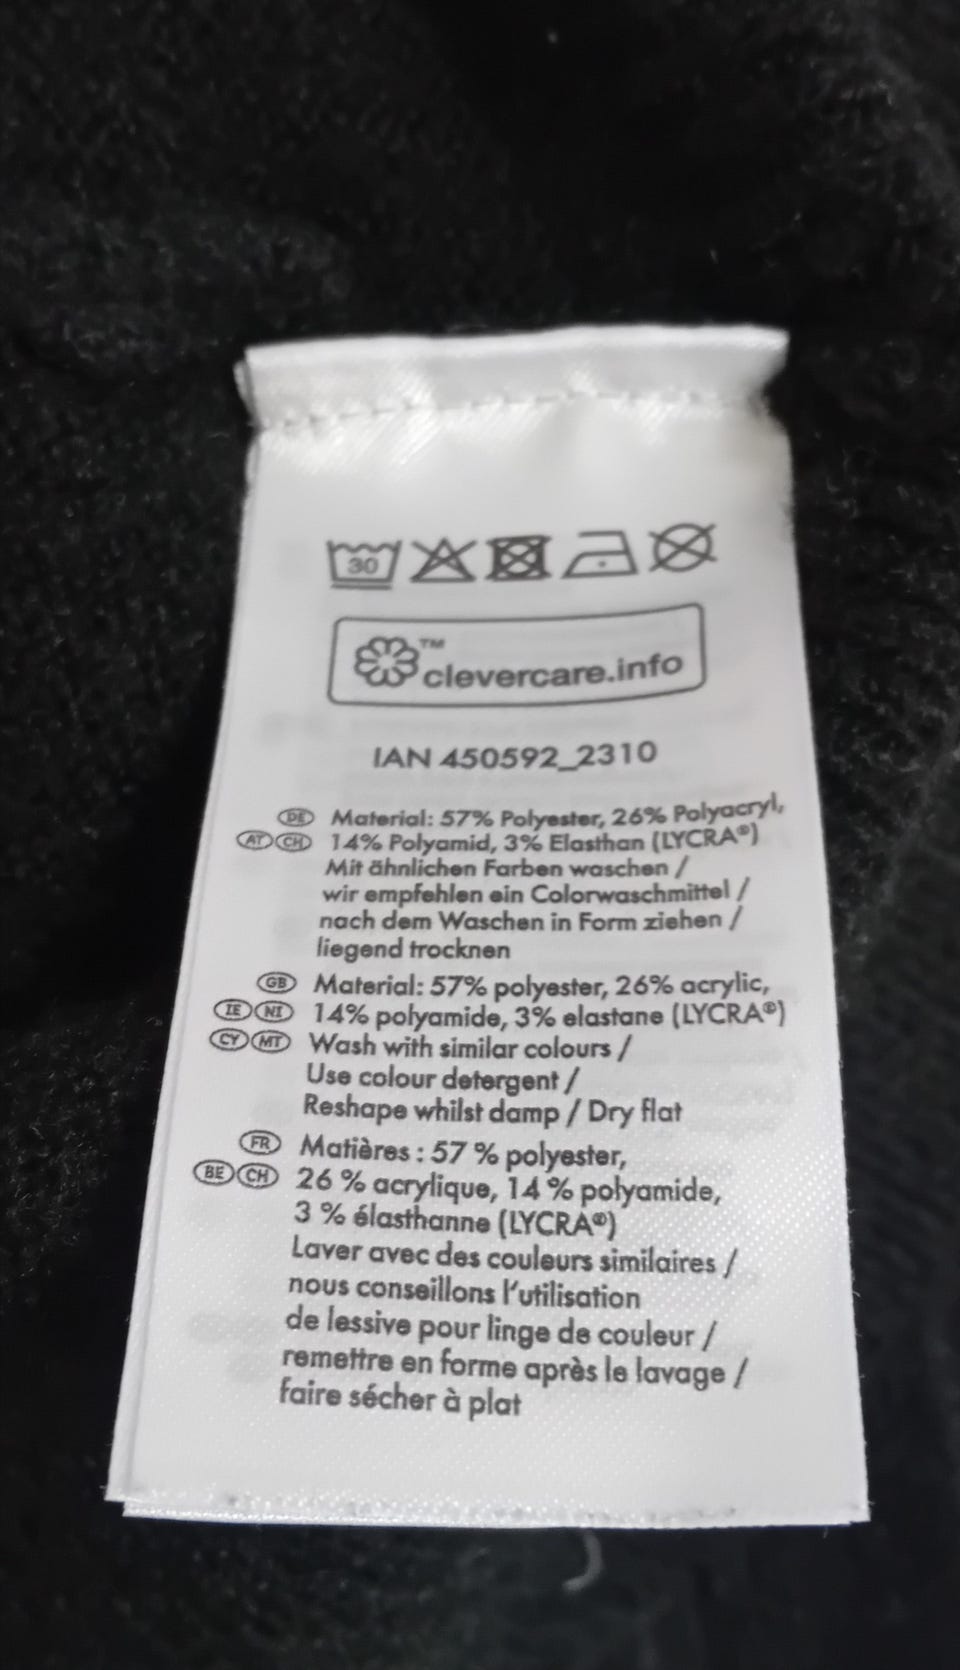 30
™
clevercare.info
IAN 450592_2310
DE Material: 57% Polyester, 26% Polyacryl,
AT CH 14% Polyamid, 3% Elasthan (LYCRA®)
Mit ähnlichen Farben waschen /
wir empfehlen ein Colorwaschmittel /
nach dem Waschen in Form ziehen /
liegend trocknen
GB Material: 57% polyester, 26% acrylic,
IE NI 14% polyamide, 3% elastane (LYCRA®)
CY MT Wash with similar colours /
Use colour detergent /
Reshape whilst damp / Dry flat
FR Matières : 57 % polyester,
BE CH 26 % acrylique, 14 % polyamide,
3 % élasthanne (LYCRA®)
Laver avec des couleurs similaires /
nous conseillons l'utilisation
de lessive pour linge de couleur /
remettre en forme après le lavage /
faire sécher à plat